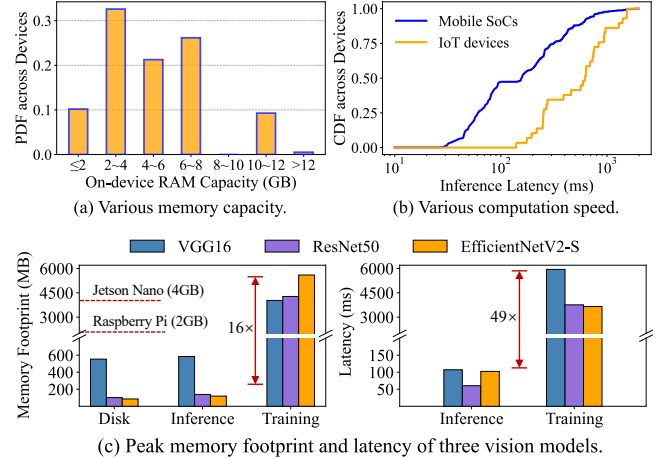 PDF across Devices
0.3
0.2
0.1
0.0
≤2 2~4 4~6 6~8 8~10 10~12 >12
On-device RAM Capacity (GB)
(a) Various memory capacity.
CDF across Devices
1.00
0.75
0.50
0.25
0.00
Mobile SoCs
IoT devices
10¹ 10² 10³
Inference Latency (ms)
(b) Various computation speed.
VGG16 ResNet50 EfficientNetV2-S
Memory Footprint (MB)
6000
4500
3000
600
400
200
Jetson Nano (4GB)
Raspberry Pi (2GB)
16×
Disk Inference Training
Latency (ms)
6000
4500
3000
150
100
50
49×
Inference Training
(c) Peak memory footprint and latency of three vision models.